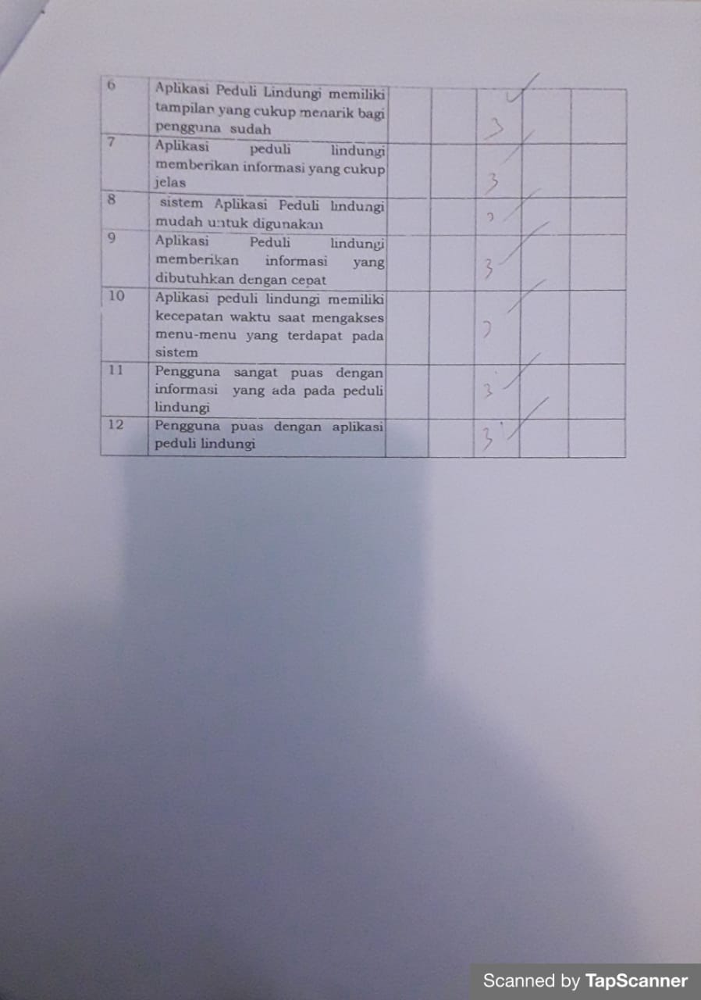 6 Aplikasi Peduli Lindungi memiliki
tampilan yang cukup menarik bagi
pengguna sudah
3
7 Aplikasi peduli lindungi
memberikan informasi yang cukup
jelas
3
8 sistem Aplikasi Peduli lindungi
mudah untuk digunakan
9 Aplikasi Peduli lindungi
memberikan informasi yang
dibutuhkan dengan cepat
3
10 Aplikasi peduli lindungi memiliki
kecepatan waktu saat mengakses
menu-menu yang terdapat pada
sistem
11 Pengguna sangat puas dengan
informasi yang ada pada peduli
lindungi
3
12 Pengguna puas dengan aplikasi
peduli lindungi
3
Scanned by TapScanner